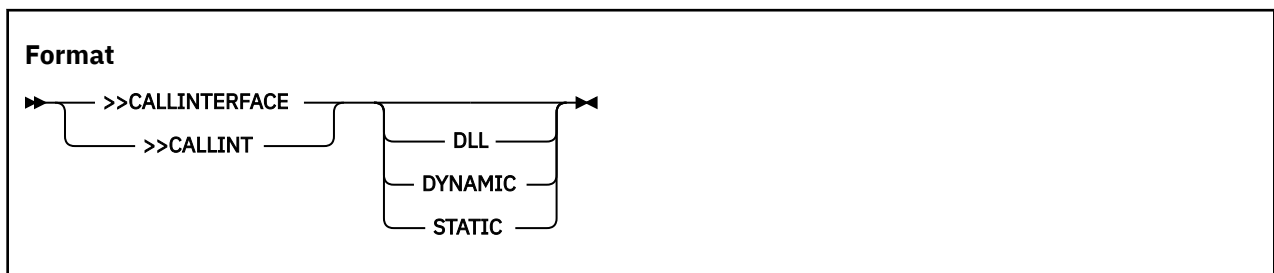 Format
>>CALLINTERFACE
>>CALLINT
DLL
DYNAMIC
STATIC